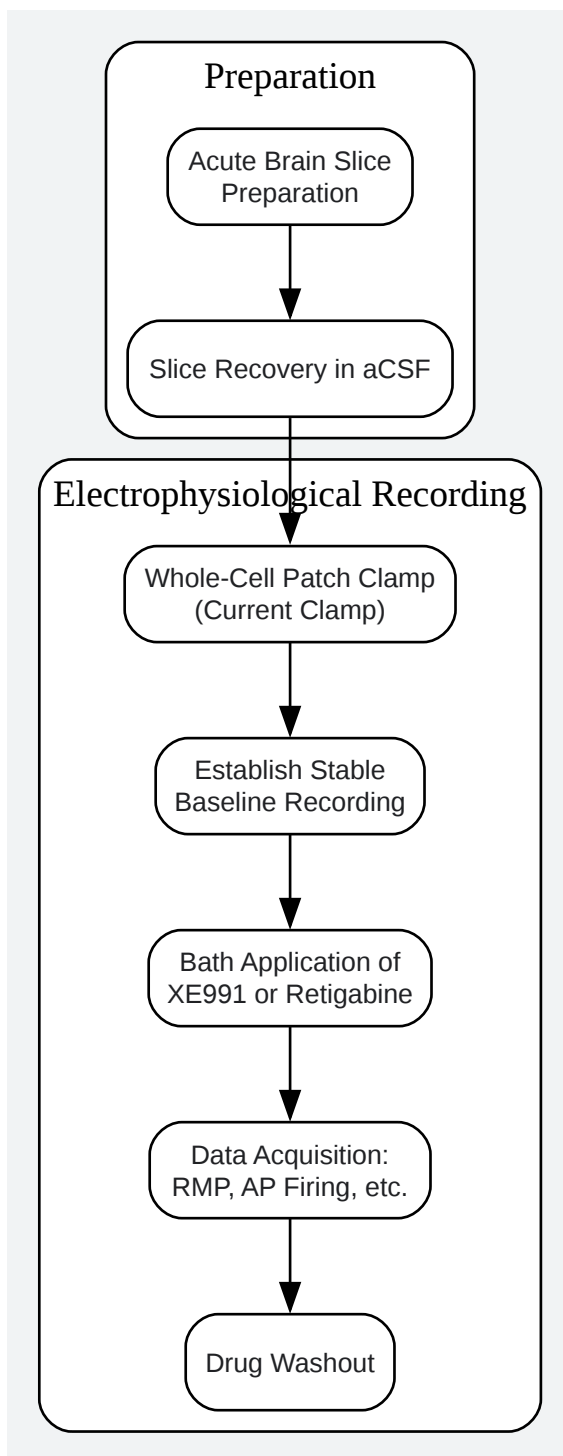 Preparation
Acute Brain Slice
Preparation
Slice Recovery in aCSF
Electrophysiological Recording
Whole-Cell Patch Clamp
(Current Clamp)
Establish Stable
Baseline Recording
Bath Application of
XE991 or Retigabine
Data Acquisition:
RMP, AP Firing, etc.
Drug Washout